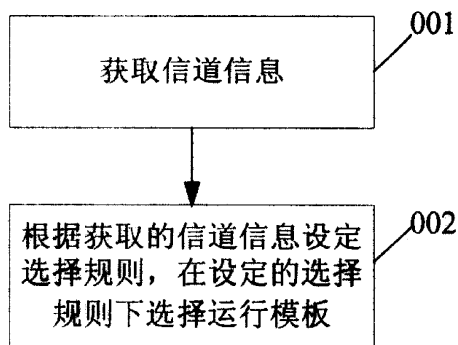 001
获取信道信息
002
根据获取的信道信息设定
选择规则，在设定的选择
规则下选择运行模板